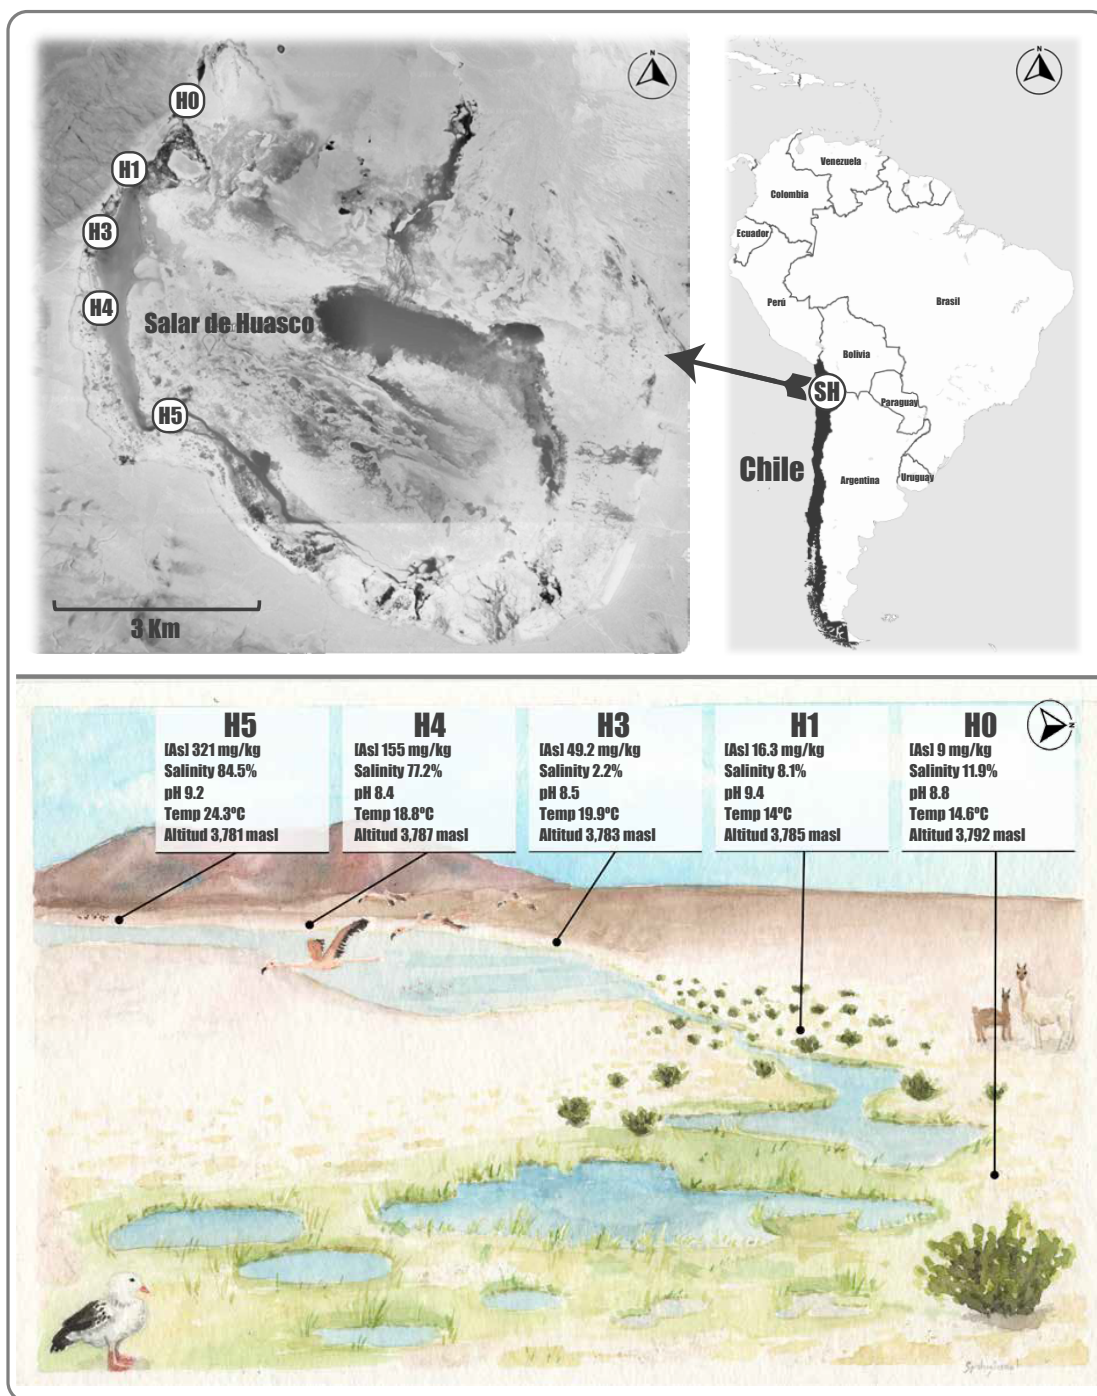 N
H0
H1
H3
H4
Salar de Huasco
H5
3 Km
N
Venezuela
Colombia
Ecuador
Perú
Brasil
Bolivia
SH
Paraguay
Chile
Argentina
Uruguay
H5
[As] 321 mg/kg
Salinity 84.5%
pH 9.2
Temp 24.3ºC
Altitud 3,781 masl
H4
[As] 155 mg/kg
Salinity 77.2%
pH 8.4
Temp 18.8ºC
Altitud 3,787 masl
H3
[As] 49.2 mg/kg
Salinity 2.2%
pH 8.5
Temp 19.9ºC
Altitud 3,783 masl
H1
[As] 16.3 mg/kg
Salinity 8.1%
pH 9.4
Temp 14ºC
Altitud 3,785 masl
H0
[As] 9 mg/kg
Salinity 11.9%
pH 8.8
Temp 14.6ºC
Altitud 3,792 masl
N